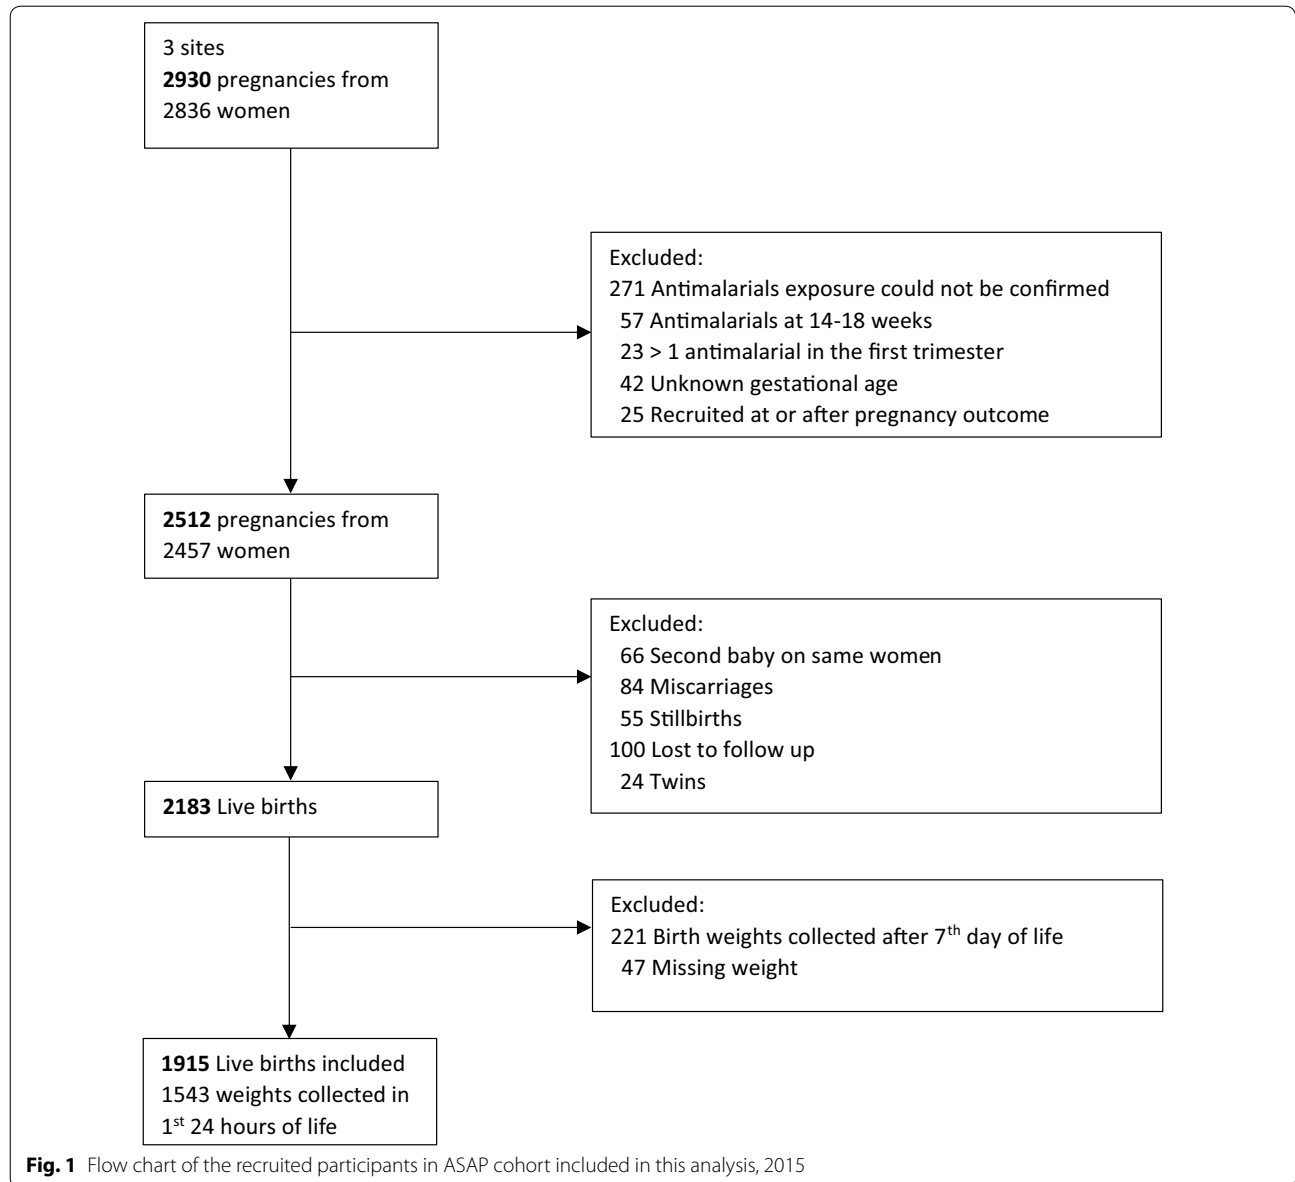 3 sites
2930 pregnancies from
2836 women
Excluded:
271 Antimalarials exposure could not be confirmed
57 Antimalarials at 14-18 weeks
23 > 1 antimalarial in the first trimester
42 Unknown gestational age
25 Recruited at or after pregnancy outcome
2512 pregnancies from
2457 women
Excluded:
66 Second baby on same women
84 Miscarriages
55 Stillbirths
100 Lost to follow up
24 Twins
2183 Live births
Excluded:
221 Birth weights collected after 7th day of life
47 Missing weight
1915 Live births included
1543 weights collected in
1st 24 hours of life
Fig. 1 Flow chart of the recruited participants in ASAP cohort included in this analysis, 2015